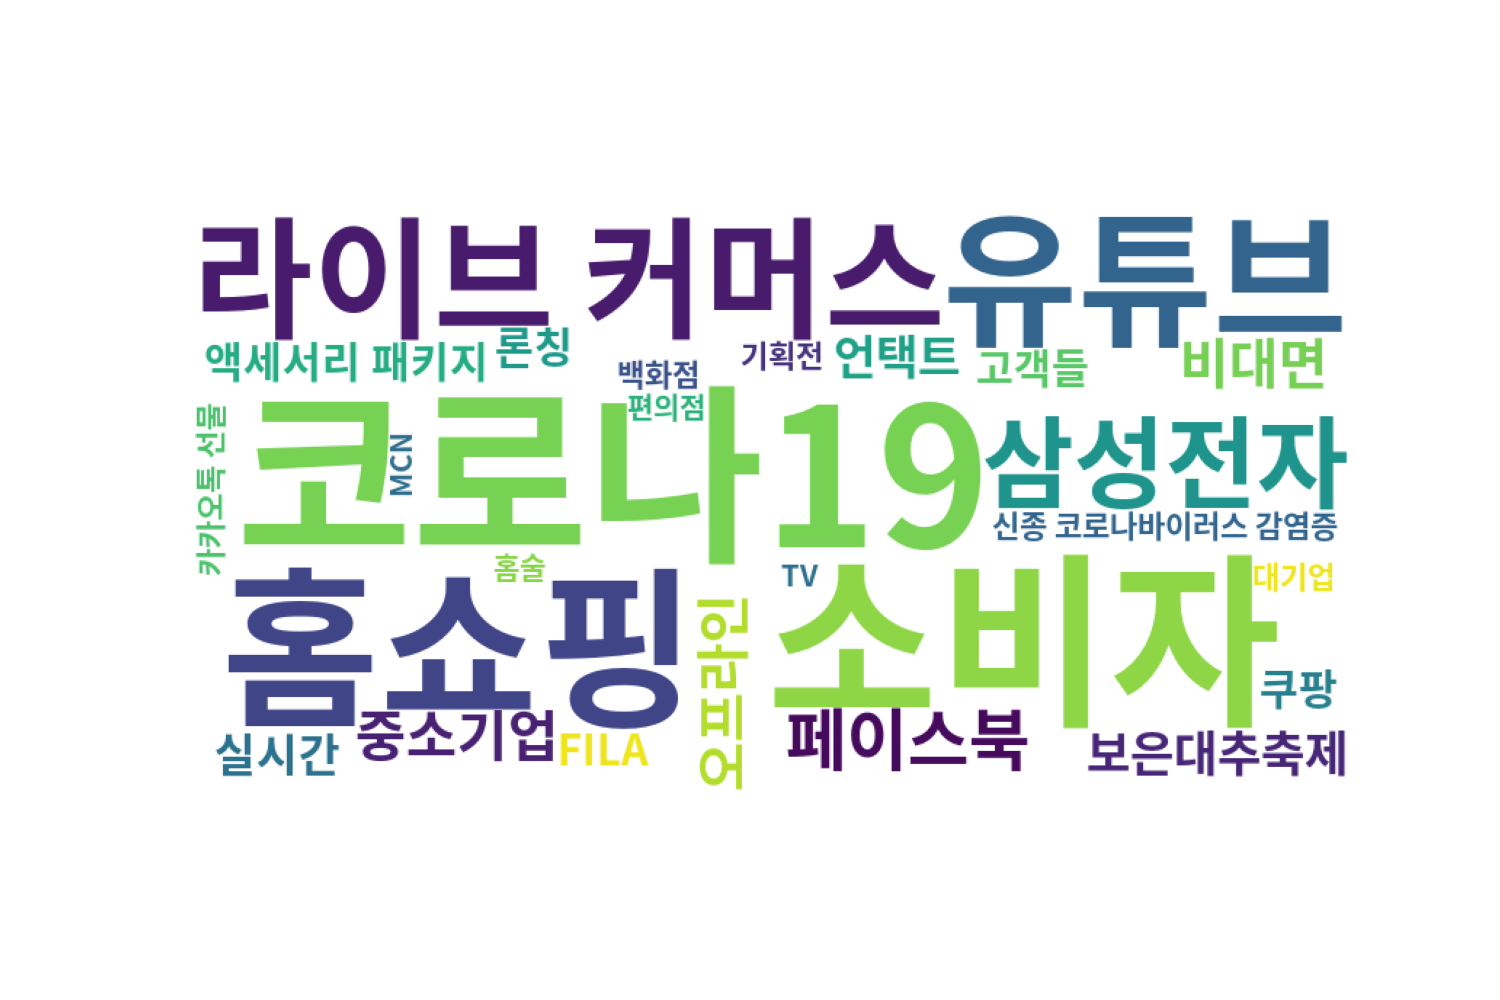 라이브 커머스
유튜브
액세서리 패키지
론칭
백화점
기획전
언택트
고객들
비대면
편의점
카카오톡 선물
코로나19
MCN
삼성전자
신종 코로나바이러스 감염증
홈술
TV
대기업
홈쇼핑
오프라인
소비자
쿠팡
실시간
중소기업
FILA
페이스북
보은대추축제